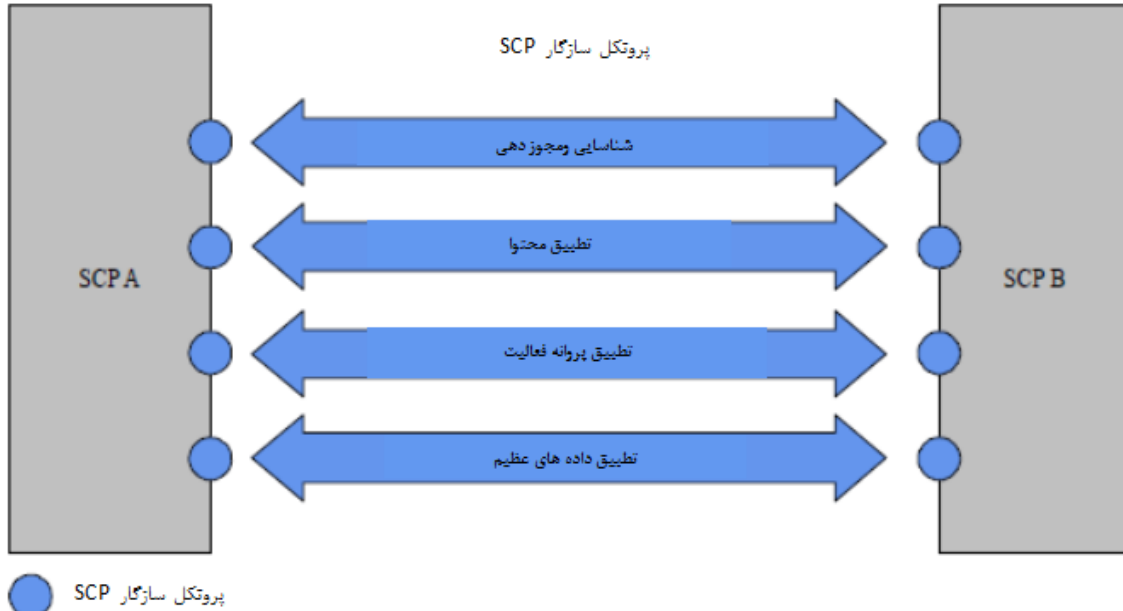 پروتکل سازگار SCP
شناسایی ومجوز دهی
تطبیق محتوا
SCP A
SCP B
تطبیق پروانه فعالیت
تطبیق داده های عظیم
پروتکل سازگار SCP